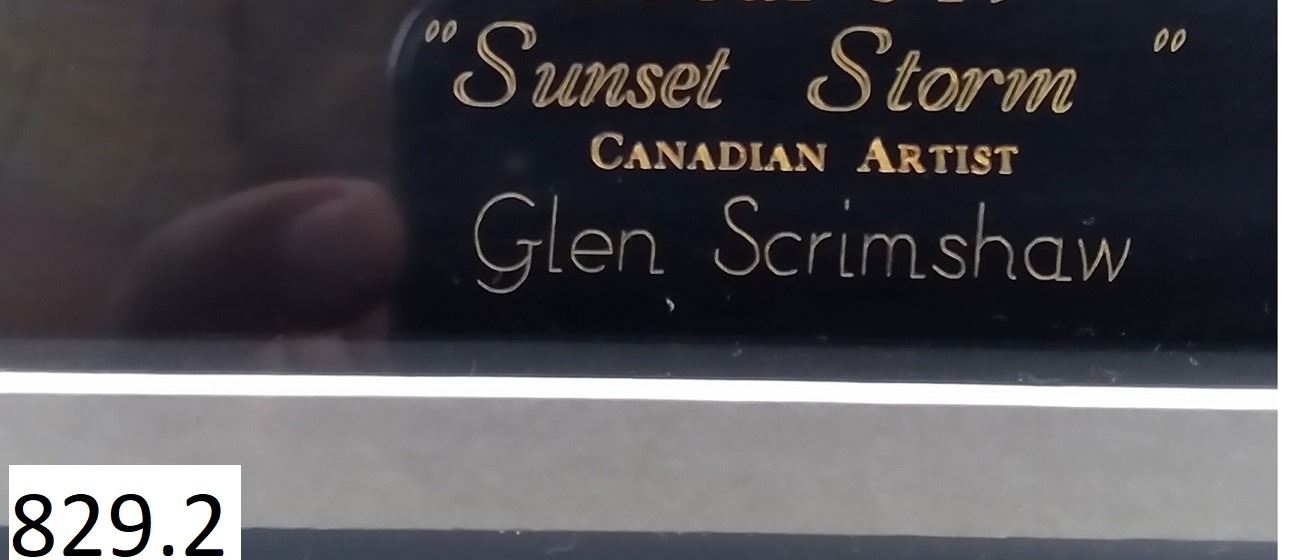 "Sunset Storm"
CANADIAN ARTIST
Glen Scrimshaw
829.2